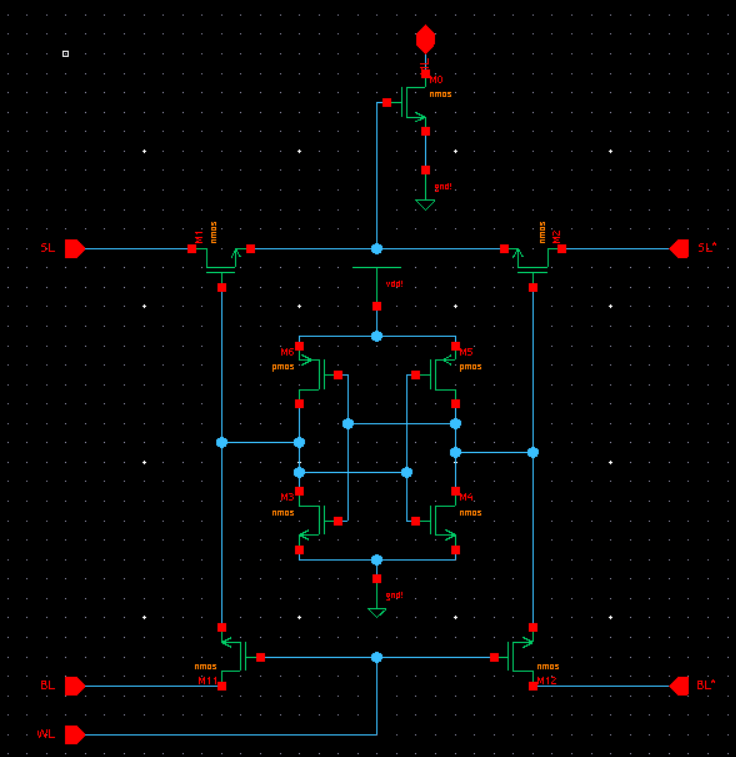 M0
nmos
gnd!
SL
M1
nmos
nmos
M2
SL*
vdd!
M6
pmos
M5
pmos
M3
nmos
M4
nmos
gnd!
nmos
M11
nmos
M12
BL
BL*
WL